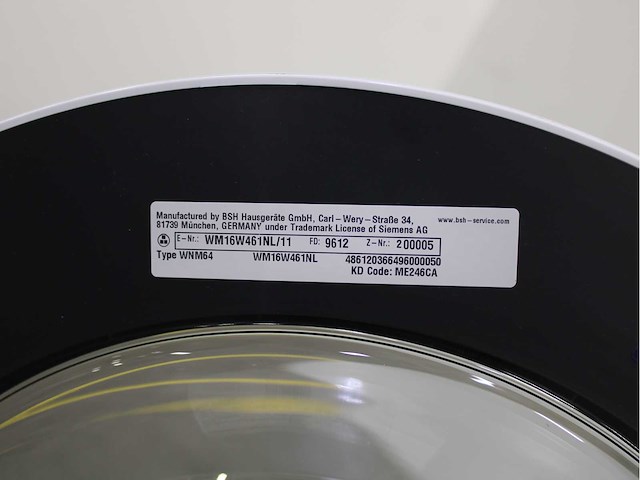 Manufactured by BSH Hausgeräte GmbH, Carl-Wery-Straße 34, www.bsh-service.com
81739 München, GERMANY under Trademark License of Siemens AG
E-Nr.: WM16W461NL/11 FD: 9612 Z-Nr.: 200005
Type WNM64 WM16W461NL 486120366496000050
KD Code: ME246CA